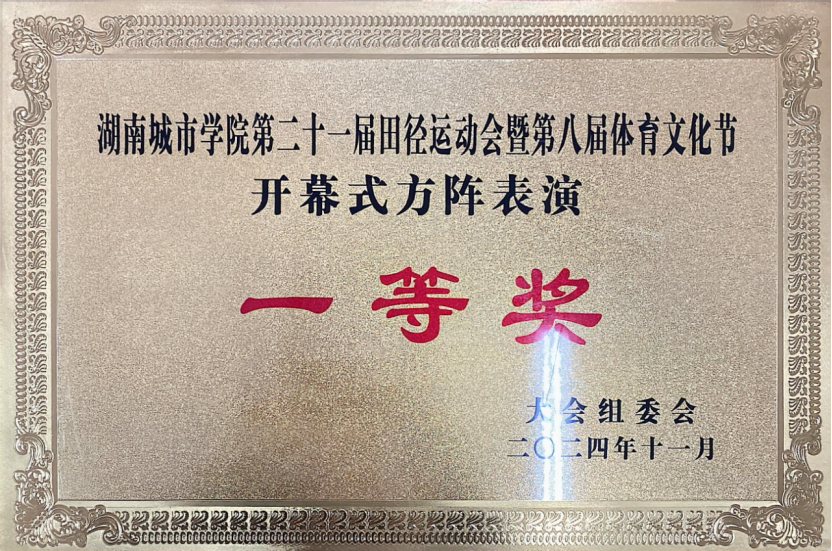 湖南城市学院第二十一届田径运动会暨第八届体育文化节
开幕式方阵表演
一等奖
大会组委会
二〇二四年十一月